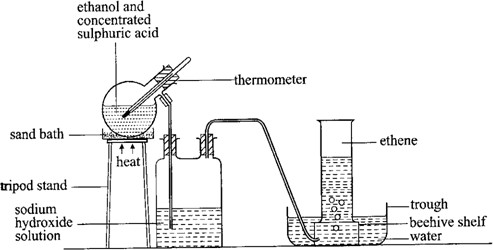 ethanol and
concentrated
sulphuric acid
thermometer
sand bath
heat
ethene
tripod stand
trough
sodium
hydroxide
solution
beehive shelf
water